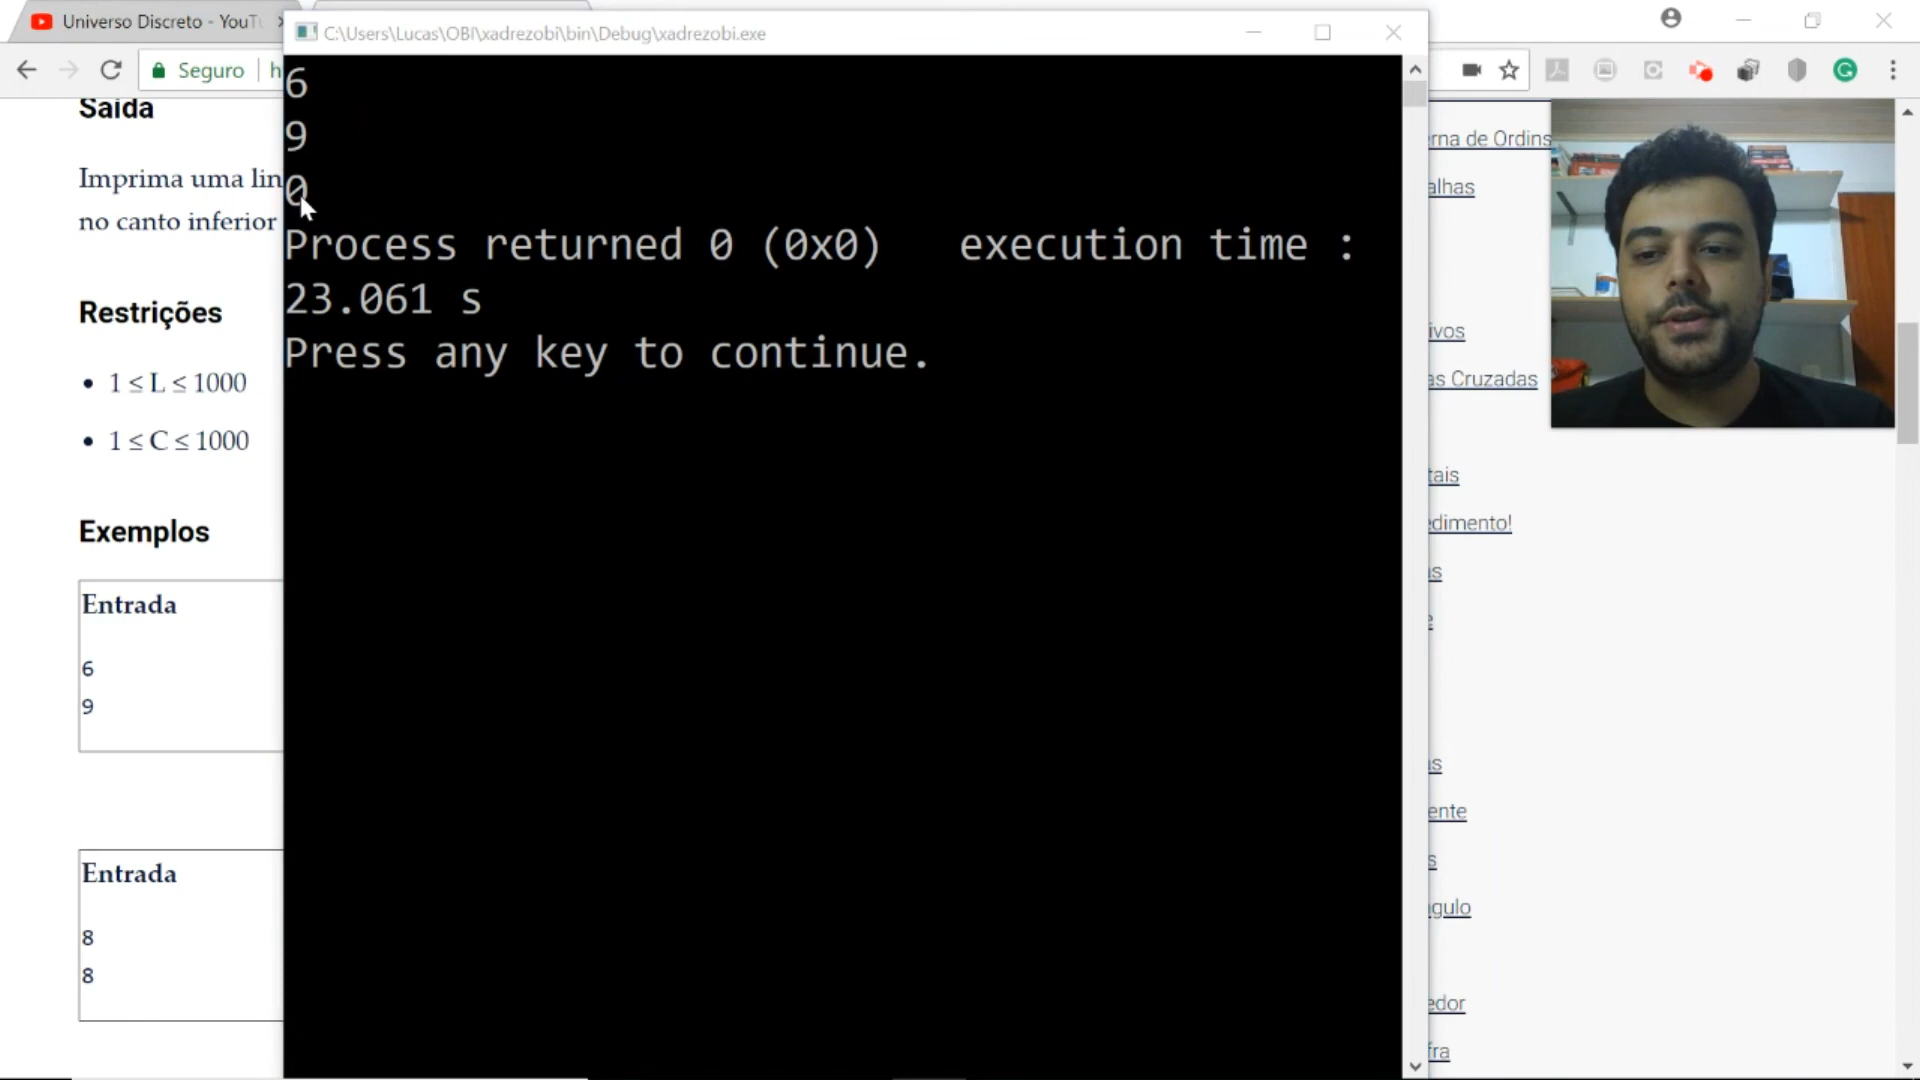 Universo Discreto - YouT
C:\Users\Lucas\OBI\xadrezobi\bin\Debug\xadrezobi.exe
Seguro
h
6
9
0
Process returned 0 (0x0)   execution time :
23.061 s
Press any key to continue.
Saída
Imprima uma lin
no canto inferior
Restrições
1 ≤ L ≤ 1000
1 ≤ C ≤ 1000
Exemplos
Entrada
6
9
Entrada
8
8
rna de Ordins
alhas
ivos
as Cruzadas
tais
edimento!
as
e
as
ente
s
gulo
edor
fra